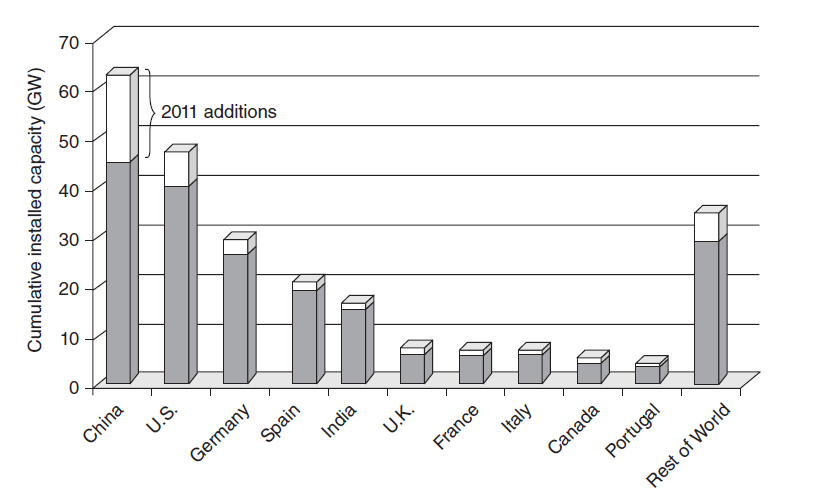 Cumulative installed capacity (GW)
70
60
50
40
30
20
10
0
2011 additions
China
U.S.
Germany
Spain
India
U.K.
France
Italy
Canada
Portugal
Rest of World